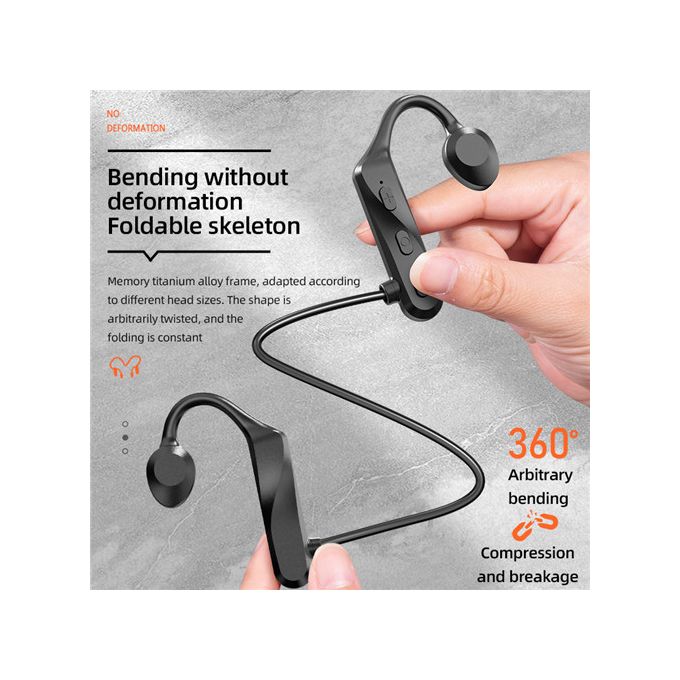 NO
DEFORMATION
Bending without
deformation
Foldable skeleton
Memory titanium alloy frame, adapted according
to different head sizes. The shape is
arbitrarily twisted, and the
folding is constant
360°
Arbitrary
bending
Compression
and breakage